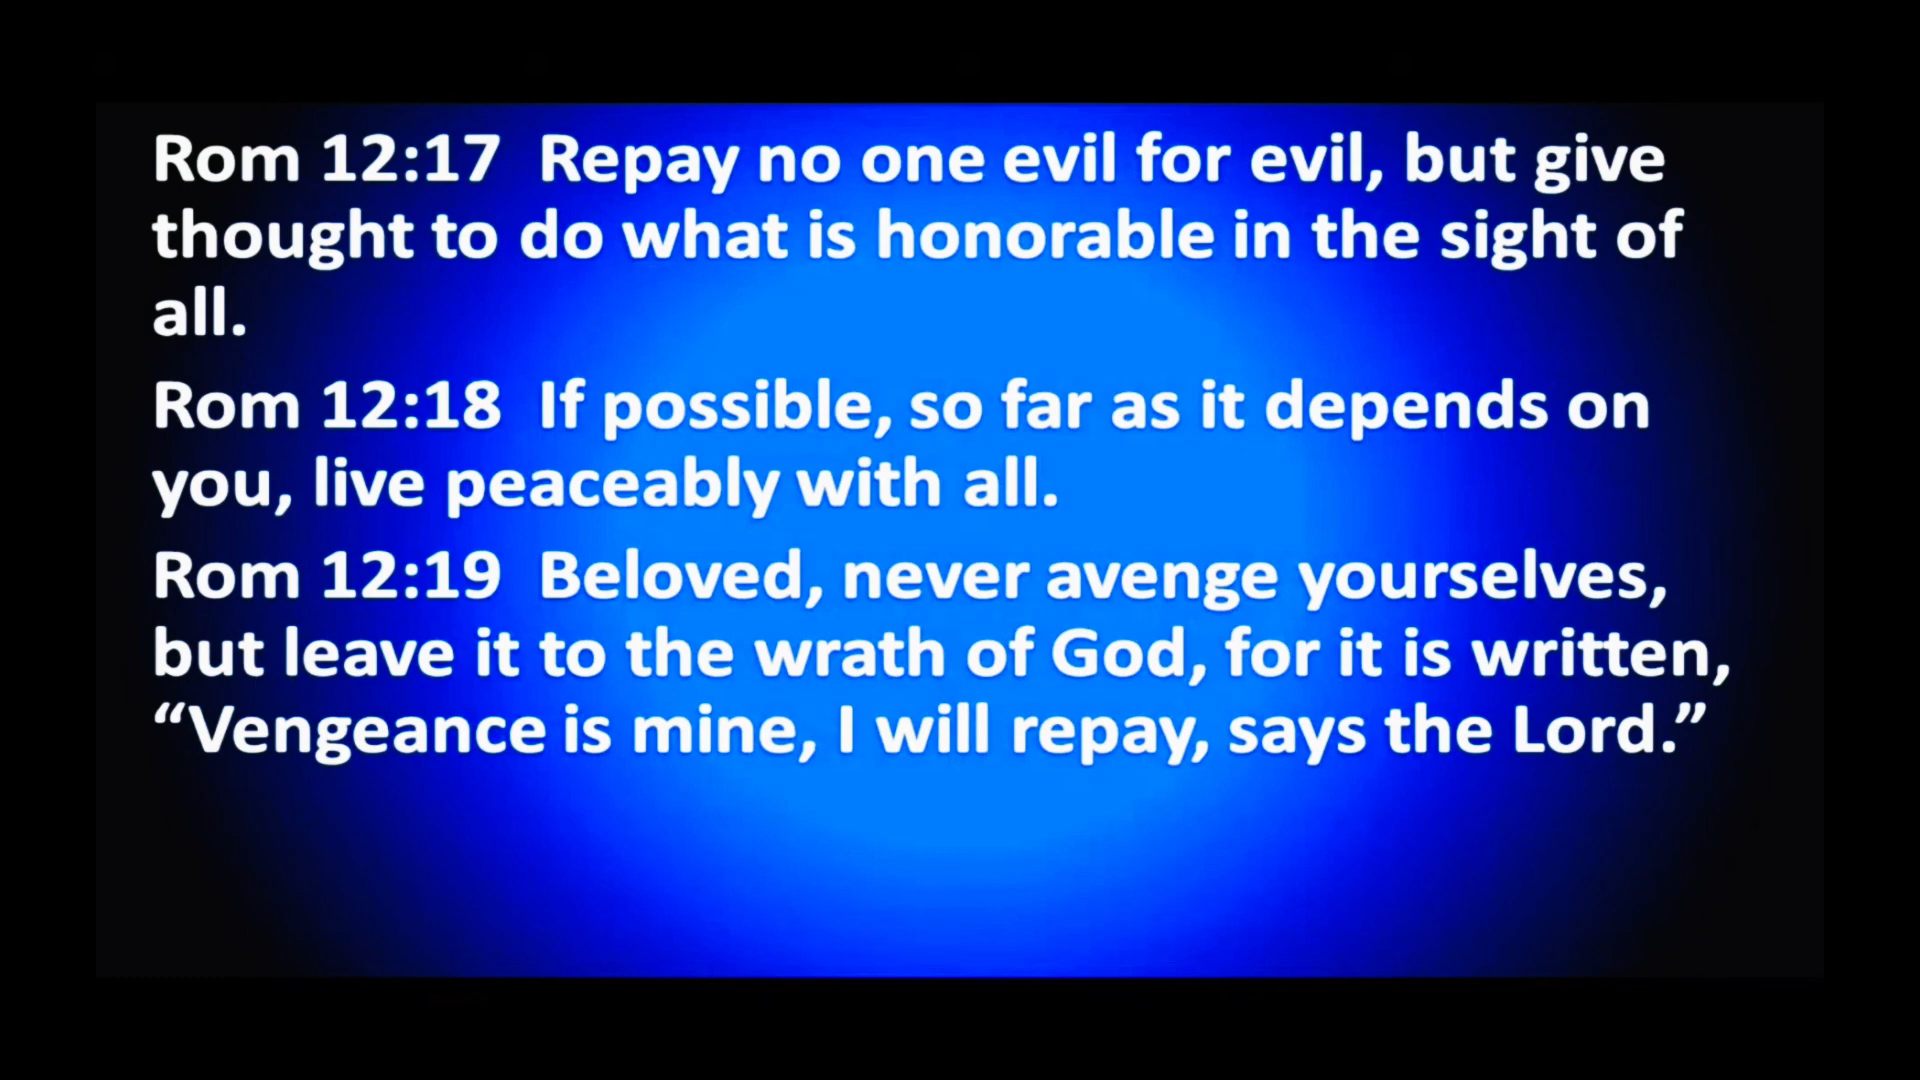 Rom 12:17  Repay no one evil for evil, but give
thought to do what is honorable in the sight of
all.
Rom 12:18  If possible, so far as it depends on
you, live peaceably with all.
Rom 12:19  Beloved, never avenge yourselves,
but leave it to the wrath of God, for it is written,
“Vengeance is mine, I will repay, says the Lord.”